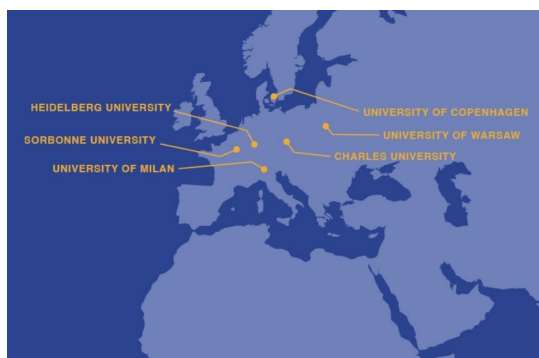 HEIDELBERG UNIVERSITY
SORBONNE UNIVERSITY
UNIVERSITY OF MILAN
UNIVERSITY OF COPENHAGEN
UNIVERSITY OF WARSAW
CHARLES UNIVERSITY